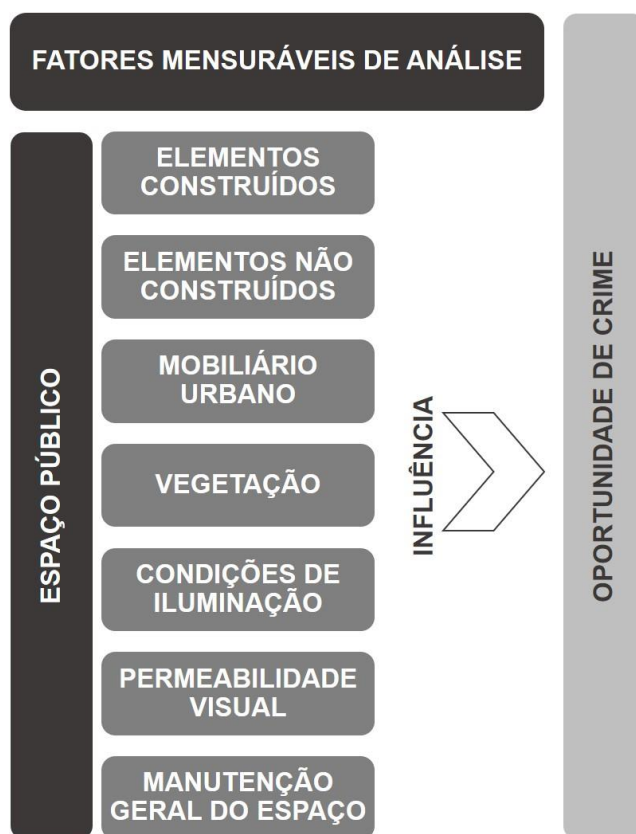 FATORES MENSURÁVEIS DE ANÁLISE
ESPAÇO PÚBLICO
ELEMENTOS
CONSTRUÍDOS
ELEMENTOS NÃO
CONSTRUÍDOS
MOBILIÁRIO
URBANO
VEGETAÇÃO
CONDIÇÕES DE
ILUMINAÇÃO
PERMEABILIDADE
VISUAL
MANUTENÇÃO
GERAL DO ESPAÇO
INFLUÊNCIA
OPORTUNIDADE DE CRIME